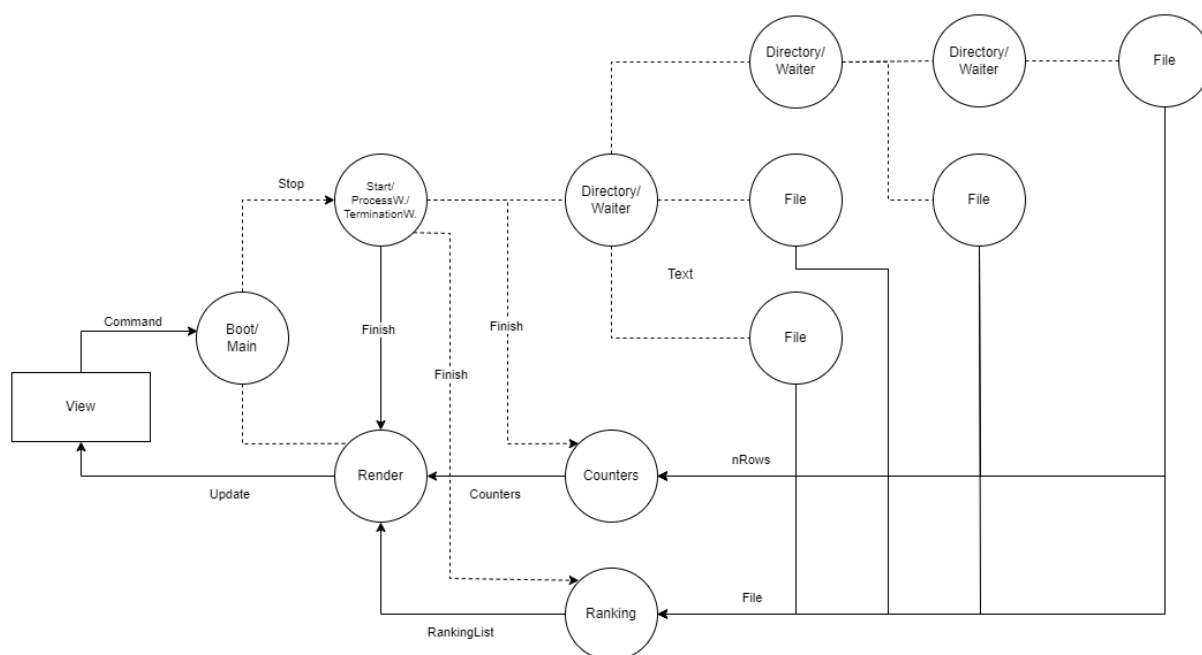 Directory/
Waiter
Directory/
Waiter
File
Stop
Start/
ProcessW./
TerminationW.
Directory/
Waiter
File
File
Text
Command
Boot/
Main
Finish
Finish
File
Finish
View
Render
Counters
nRows
Update
Counters
File
Ranking
RankingList